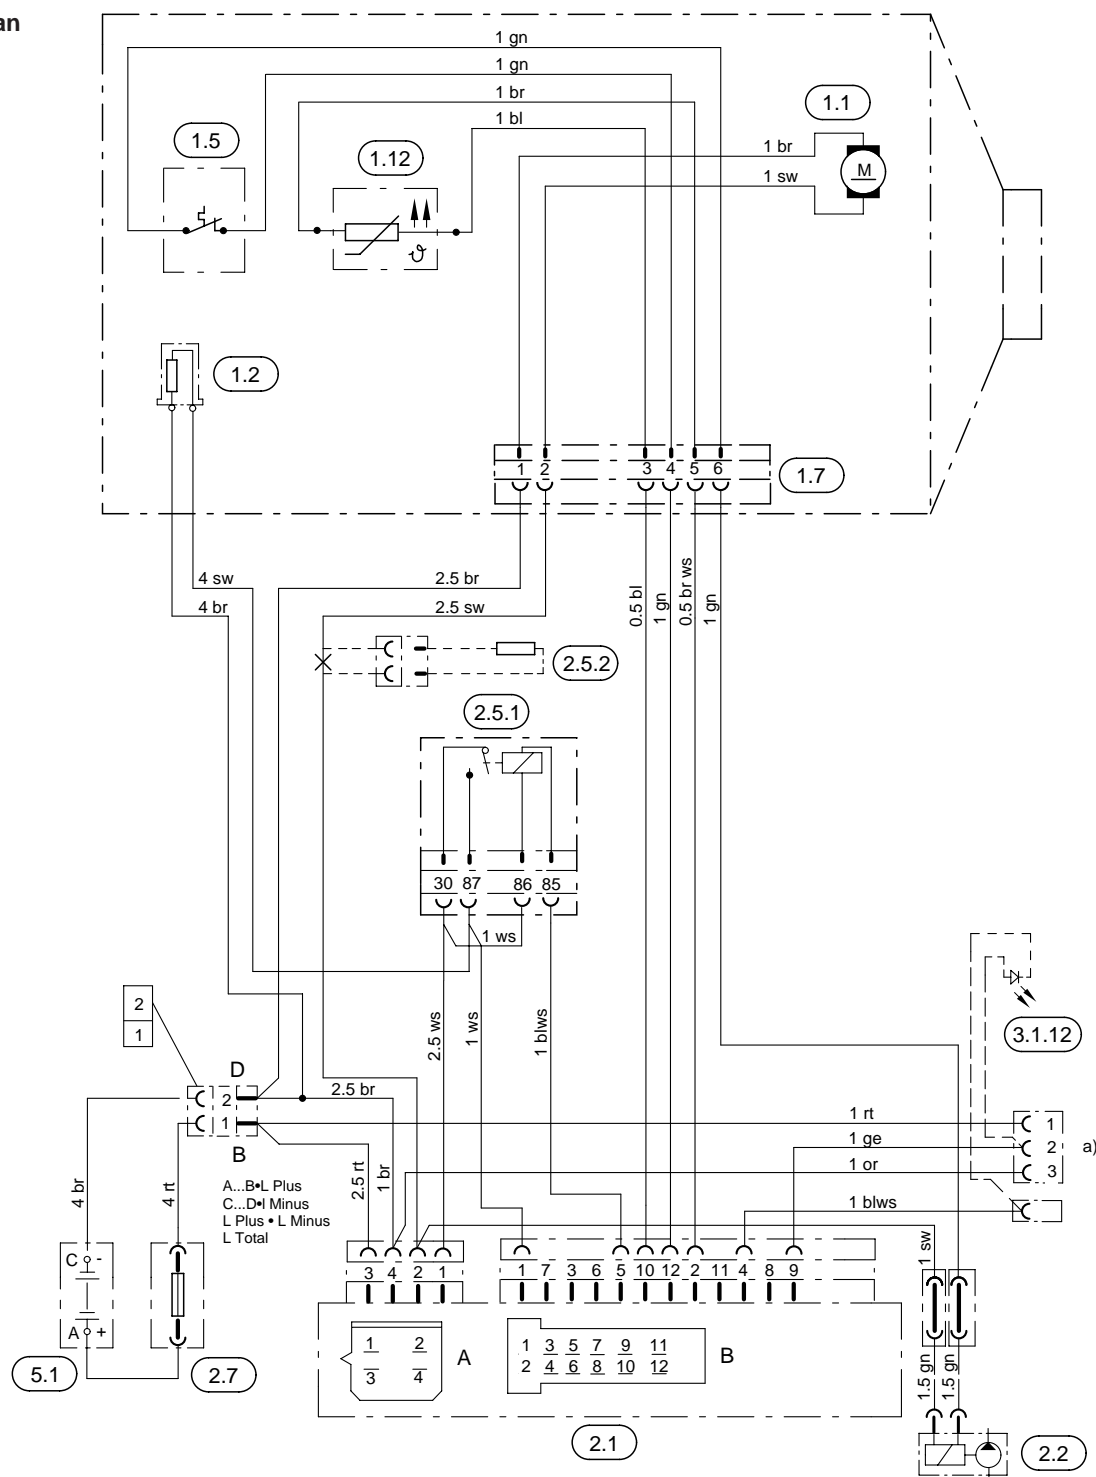 an
1 gn
1 gn
1 br
1 bl
1.1
1.5
1.12
1 br
1 sw
M
ϑ
1.2
1 2 3 4 5 6
1.7
4 sw
2.5 br
4 br
2.5 sw
0.5 bl
1 gn
0.5 br ws
1 gn
2.5.2
2.5.1
30 87 86 85
1 ws
2.5 ws
1 ws
1 blws
3.1.12
2
1
D
2
1
B
2.5 br
1 rt
1 ge
1 or
1 blws
1
2
3
a)
4 br
4 rt
2.5 rt
1 br
1 sw
A...B•L Plus
C...D•l Minus
L Plus • L Minus
L Total
C -
A +
5.1
2.7
3 4 2 1
1 7 3 6 5 10 12 2 11 4 8 9
1 2
3 4
A
1 3 5 7 9 11
2 4 6 8 10 12
B
2.1
1.5 gn
1.5 gn
2.2